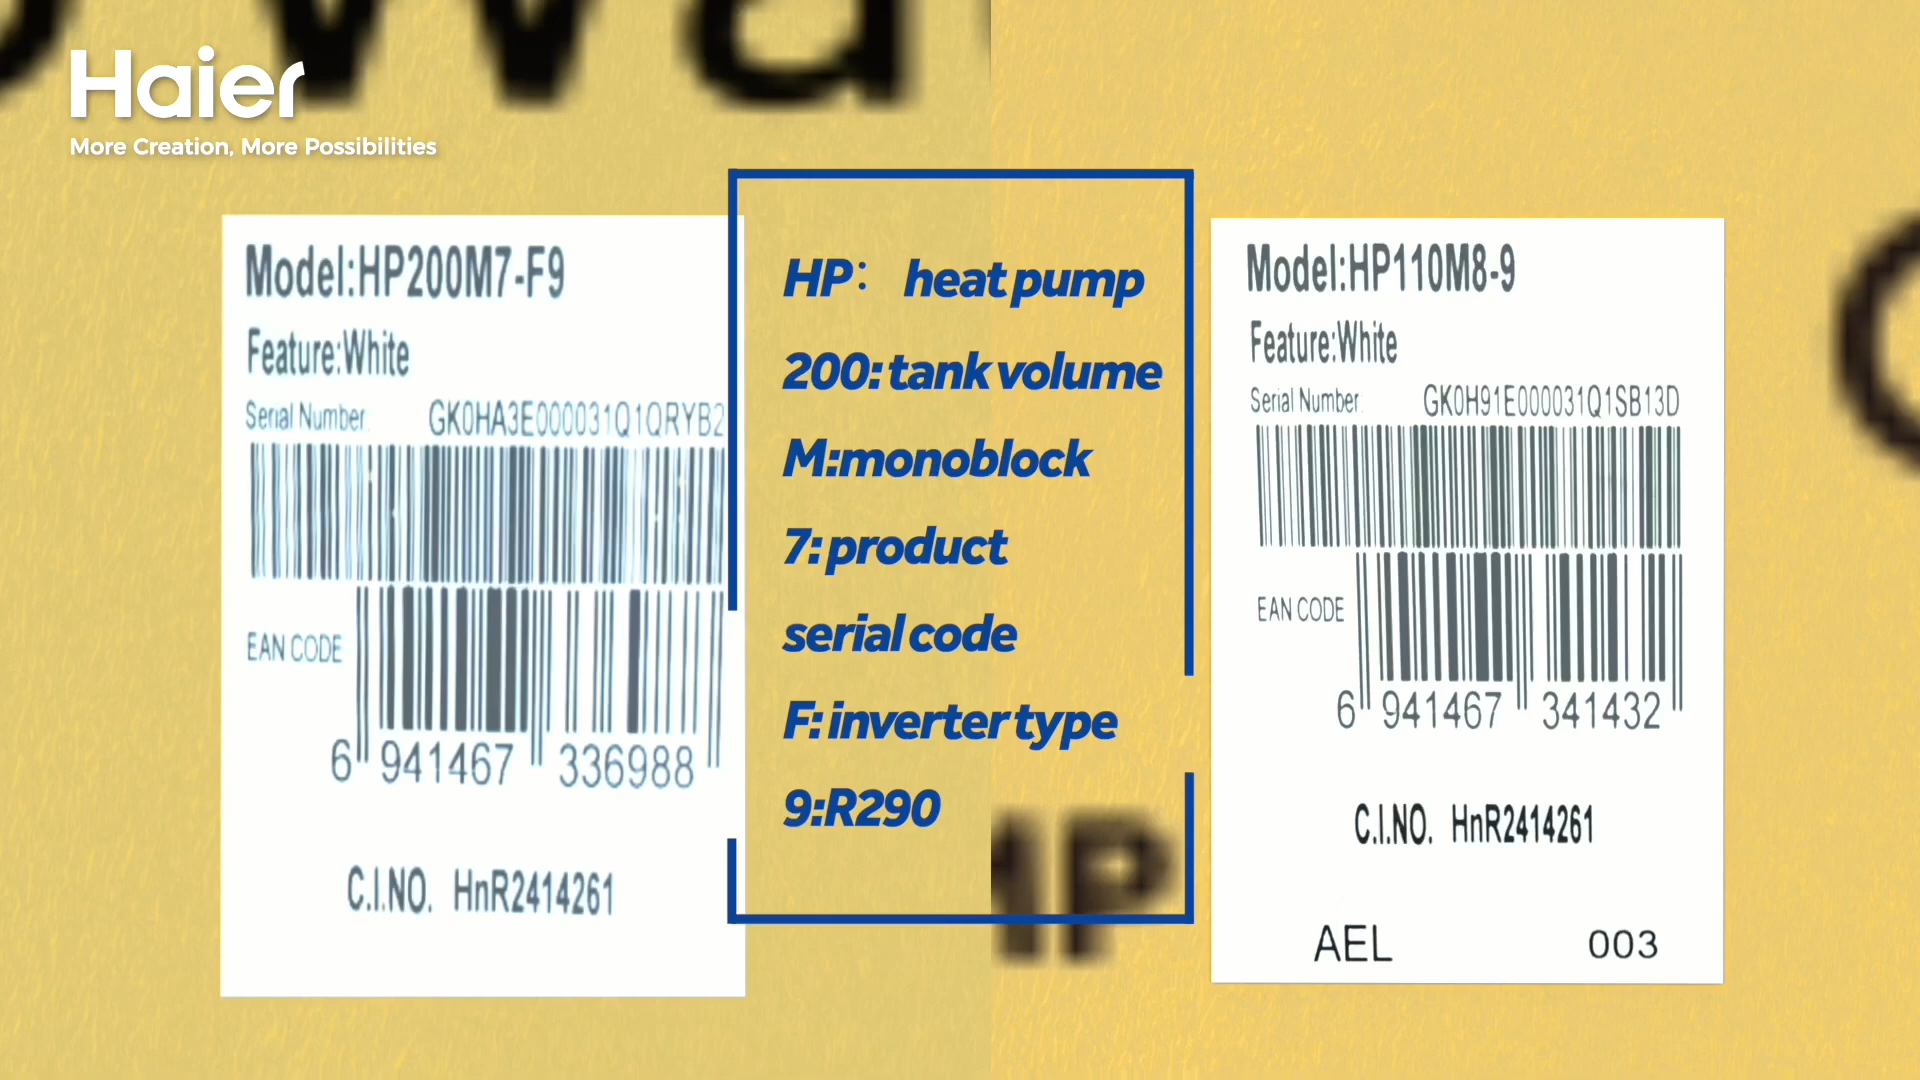 Haier
More Creation, More Possibilities
Model:HP200M7-F9
Feature:White
Serial Number: GK0HA3E000031Q1QRYB2
EAN CODE
6 941467 336988
C.I.NO. HnR2414261
HP: heat pump
200: tank volume
M:monoblock
7: product
serial code
F: inverter type
9:R290
Model:HP110M8-9
Feature:White
Serial Number: GK0H91E000031Q1SB13D
EAN CODE
6 941467 341432
C.I.NO. HnR2414261
AEL 003
HP